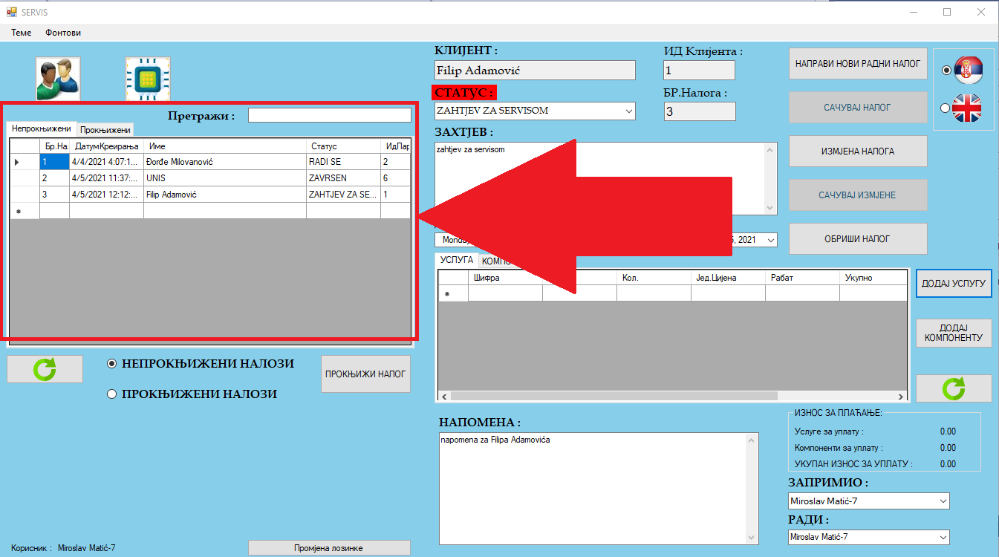 SERVIS
Теме Фонтови
Претражи :
Непрокњижени Прокњижени
Бр.На. ДатумКреирања Име Статус ИдПар
1 4/4/2021 4:07:1... Đorđe Milovanović RADI SE 2
2 4/5/2021 11:37:... UNIS ZAVRSEN 6
3 4/5/2021 12:12:... Filip Adamović ZAHTJEV ZA SE... 1
НЕПРОКЊИЖЕНИ НАЛОЗИ
ПРОКЊИЖЕНИ НАЛОЗИ
ПРОКЊИЖИ НАЛОГ
Корисник : Miroslav Matić-7
Промјена лозинке
КЛИЈЕНТ :
Filip Adamović
ИД Клијента :
1
СТАТУС :
ZAHTJEV ZA SERVISOM
БР.Налога :
3
ЗАХТЈЕВ :
zahtjev za servisom
, 2021
УСЛУГА
Шифра Кол. Јед.Цијена Рабат Укупно
НАПОМЕНА :
napomena za Filipa Adamovića
НАПРАВИ НОВИ РАДНИ НАЛОГ
САЧУВАЈ НАЛОГ
ИЗМЈЕНА НАЛОГА
САЧУВАЈ ИЗМЈЕНЕ
ОБРИШИ НАЛОГ
ДОДАЈ УСЛУГУ
ДОДАЈ
КОМПОНЕНТУ
ИЗНОС ЗА ПЛАЋАЊЕ:
Услуге за уплату : 0.00
Компоненти за уплату : 0.00
УКУПАН ИЗНОС ЗА УПЛАТУ : 0.00
ЗАПРИМИО :
Miroslav Matić-7
РАДИ :
Miroslav Matić-7